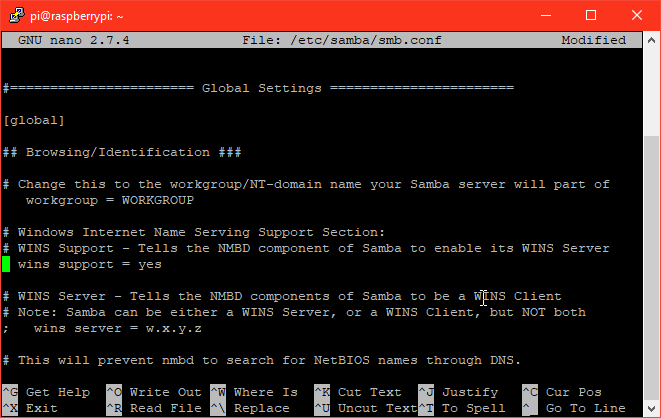 pi@raspberrypi: ~
GNU nano 2.7.4 File: /etc/samba/smb.conf Modified
#======================= Global Settings =======================
[global]
## Browsing/Identification ###
# Change this to the workgroup/NT-domain name your Samba server will part of
workgroup = WORKGROUP
# Windows Internet Name Serving Support Section:
# WINS Support - Tells the NMBD component of Samba to enable its WINS Server
wins support = yes
# WINS Server - Tells the NMBD components of Samba to be a WINS Client
# Note: Samba can be either a WINS Server, or a WINS Client, but NOT both
; wins server = w.x.y.z
# This will prevent nmbd to search for NetBIOS names through DNS.
^G Get Help ^O Write Out ^W Where Is ^K Cut Text ^J Justify ^C Cur Pos
^X Exit ^R Read File ^\ Replace ^U Uncut Text ^T To Spell ^_ Go To Line